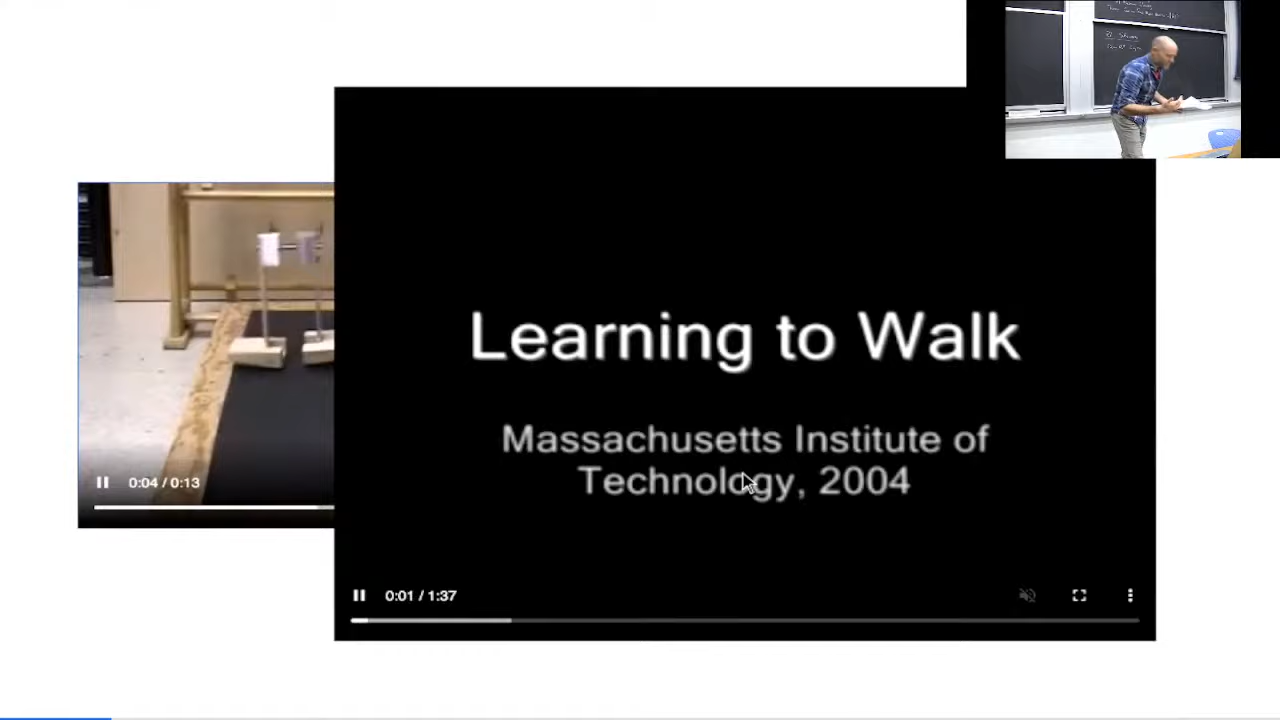 Learning to Walk
Massachusetts Institute of
Technology, 2004
0:04 / 0:13
0:01 / 1:37